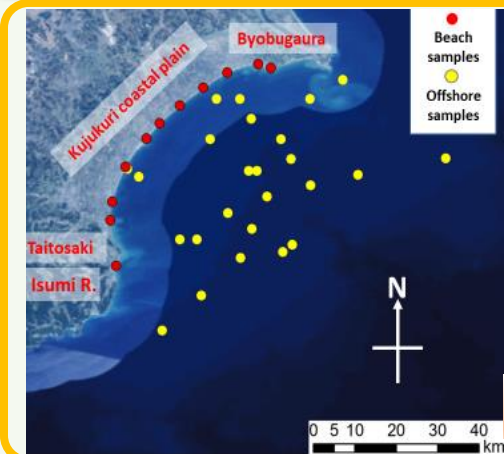 Byobugaura
Kujukuri coastal plain
Beach
samples
Offshore
samples
Taitosaki
Isumi R.
N
0 5 10 20 30 40
km